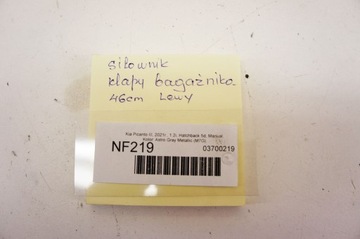 siłownik
klapy bagażnika
46cm Lewy
Kia Picanto III, 2021r., 1.2i, Hatchback 5d, Manual
Kolor: Astro Gray Metallic (M7G)
NF219
03700219